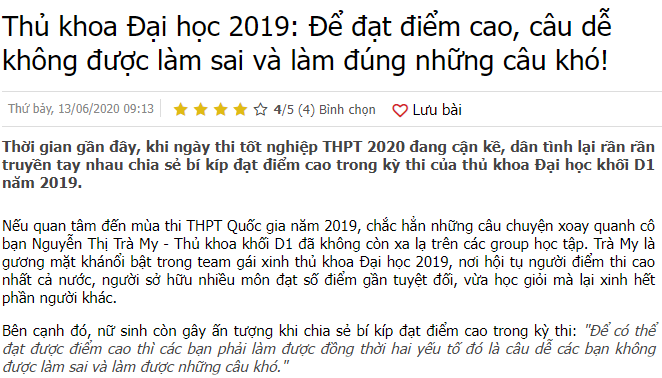 Thủ khoa Đại học 2019: Để đạt điểm cao, câu dễ
không được làm sai và làm đúng những câu khó!
Thứ bảy, 13/06/2020 09:13 4/5 (4) Bình chọn Lưu bài
Thời gian gần đây, khi ngày thi tốt nghiệp THPT 2020 đang cận kề, dân tình lại rần rần
truyền tay nhau chia sẻ bí kíp đạt điểm cao trong kỳ thi của thủ khoa Đại học khối D1
năm 2019.
Nếu quan tâm đến mùa thi THPT Quốc gia năm 2019, chắc hẳn những câu chuyện xoay quanh cô
bạn Nguyễn Thị Trà My - Thủ khoa khối D1 đã không còn xa lạ trên các group học tập. Trà My là
gương mặt khánổi bật trong team gái xinh thủ khoa Đại học 2019, nơi hội tụ người điểm thi cao
nhất cả nước, người sở hữu nhiều môn đạt số điểm gần tuyệt đối, vừa học giỏi mà lại xinh hết
phần người khác.
Bên cạnh đó, nữ sinh còn gây ấn tượng khi chia sẻ bí kíp đạt điểm cao trong kỳ thi: "Để có thể
đạt được điểm cao thì các bạn phải làm được đồng thời hai yếu tố đó là câu dễ các bạn không
được làm sai và làm được những câu khó."